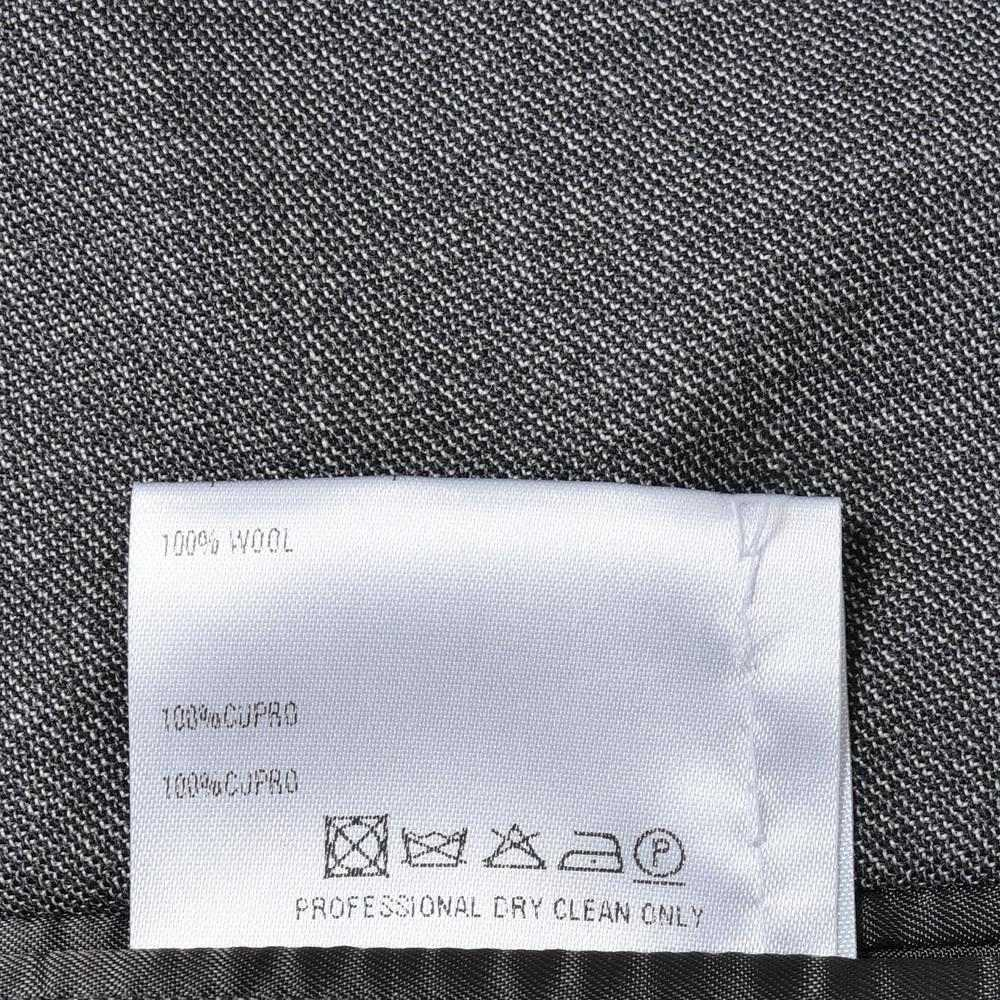 100% WOOL
100%CUPRO
100%CUPRO
P
PROFESSIONAL DRY CLEAN ONLY